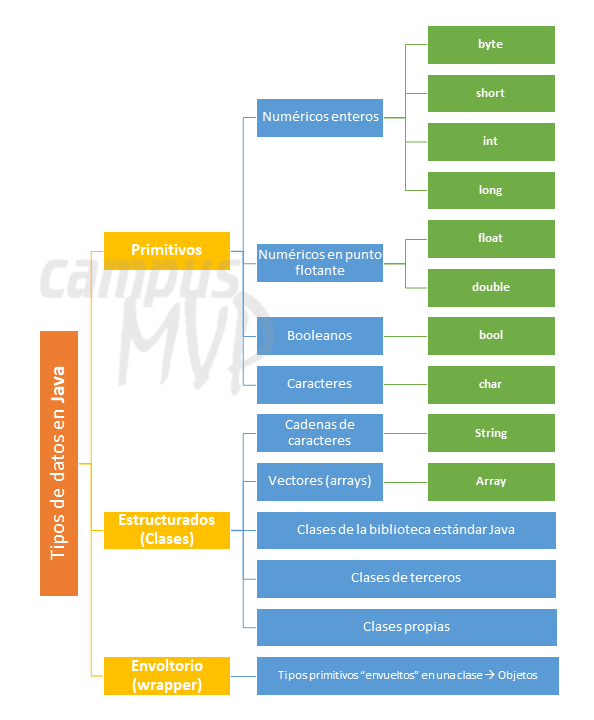 Tipos de datos en Java
Primitivos
Numéricos enteros
byte
short
int
long
Numéricos en punto
flotante
float
double
Booleanos
bool
Caracteres
char
Estructurados
(Clases)
Cadenas de
caracteres
String
Vectores (arrays)
Array
Clases de la biblioteca estándar Java
Clases de terceros
Clases propias
Envoltorio
(wrapper)
Tipos primitivos “envueltos” en una clase → Objetos
campus
MVP